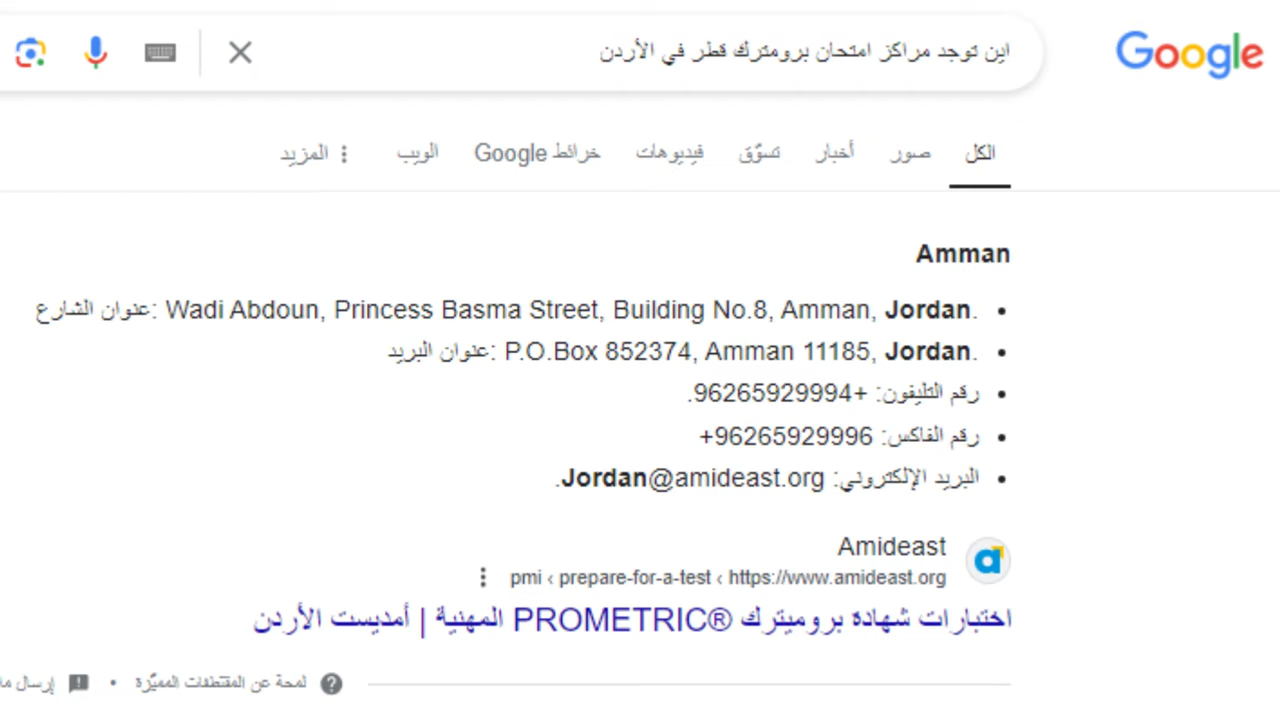 Google
اين توجد مراكز امتحان برومترك قطر في الأردن
الكل صور أخبار تسوّق فيديوهات خرائط Google الويب المزيد
Amman
عنوان الشارع: Wadi Abdoun, Princess Basma Street, Building No.8, Amman, Jordan.
عنوان البريد: P.O.Box 852374, Amman 11185, Jordan.
رقم التليفون: +96265929994.
رقم الفاكس: 96265929996+
البريد الإلكتروني: Jordan@amideast.org.
Amideast
https://www.amideast.org › prepare-for-a-test › pmi
اختبارات شهادة بروميترك PROMETRIC® المهنية | أمديست الأردن
لمحة عن المقتطفات المميَّزة • إرسال